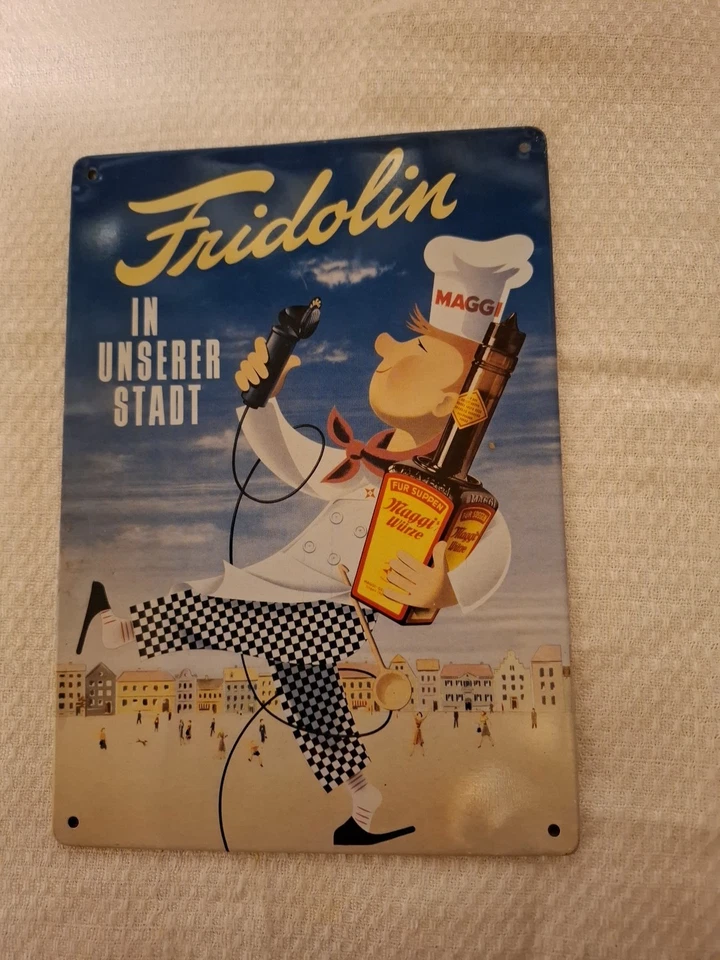 Fridolin
IN
UNSERER
STADT
MAGGI
FÜR SUPPEN
Maggi's
Würze